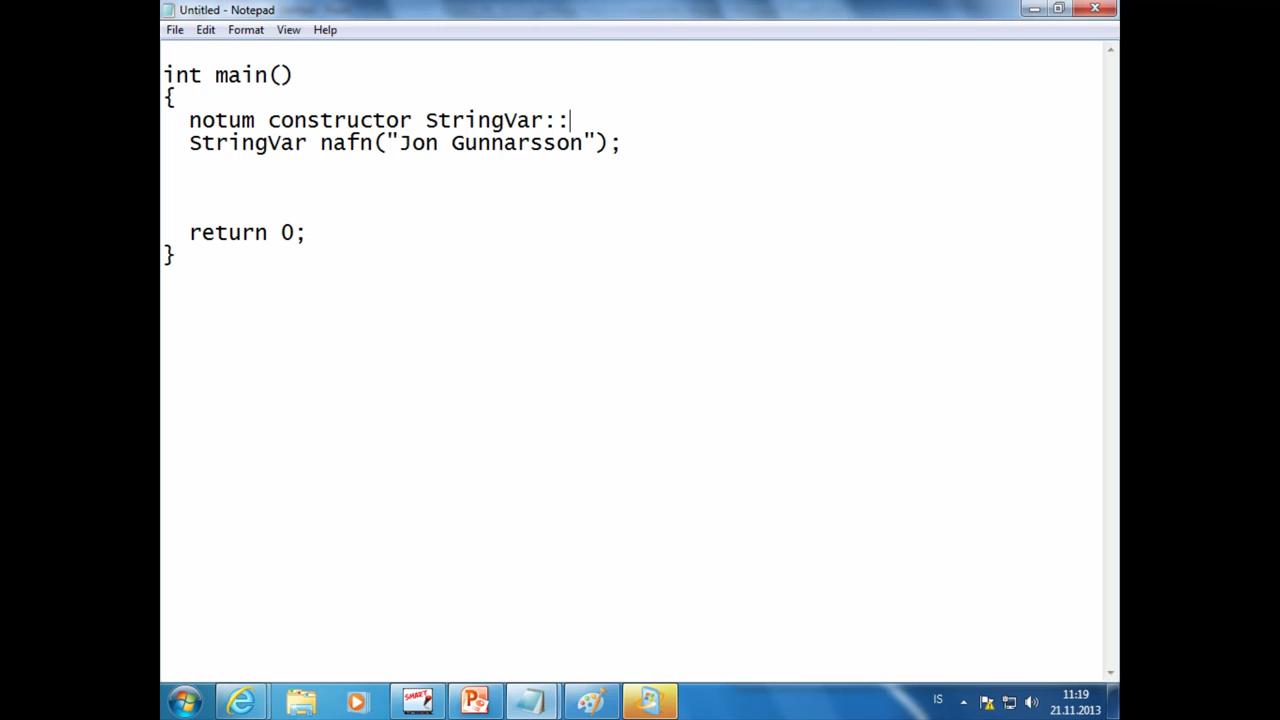 Untitled - Notepad
File Edit Format View Help
int main()
{
notum constructor StringVar::
StringVar nafn("Jon Gunnarsson");
return 0;
}
SMART
IS
11:19
21.11.2013